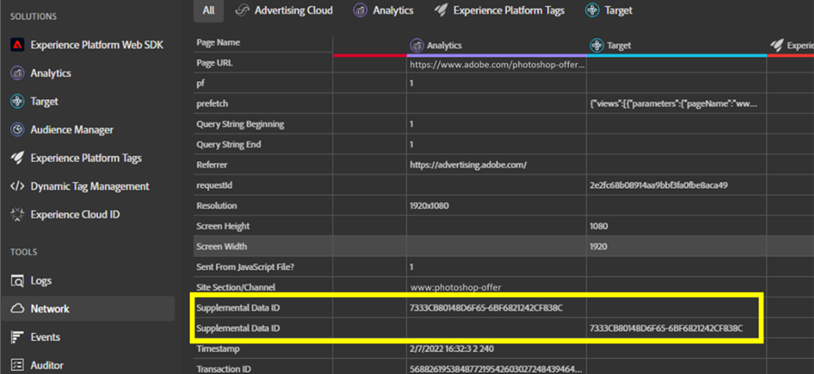 SOLUTIONS
Experience Platform Web SDK
Analytics
Target
Audience Manager
Experience Platform Tags
Dynamic Tag Management
Experience Cloud ID
TOOLS
Logs
Network
Events
Auditor
All Advertising Cloud Analytics Experience Platform Tags Target
Page Name Analytics Target Experie
Page URL https://www.adobe.com/photoshop-offer...
pf 1
prefetch {"views":[{"parameters":{"pageName":"ww...
Query String Beginning 1
Query String End 1
Referrer https://advertising.adobe.com/
requestId 2e2fc68b08914aa9bbf3fa0fbe8aca49
Resolution 1920x1080
Screen Height 1080
Screen Width 1920
Sent From JavaScript File? 1
Site Section/Channel www:photoshop-offer
Supplemental Data ID 7333CB80148D6F65-6BF6821242CF838C
Supplemental Data ID 7333CB80148D6F65-6BF6821242CF838C
Timestamp 2/7/2022 16:32:3 2 240
Transaction ID 568826195384877219542603027248439464...